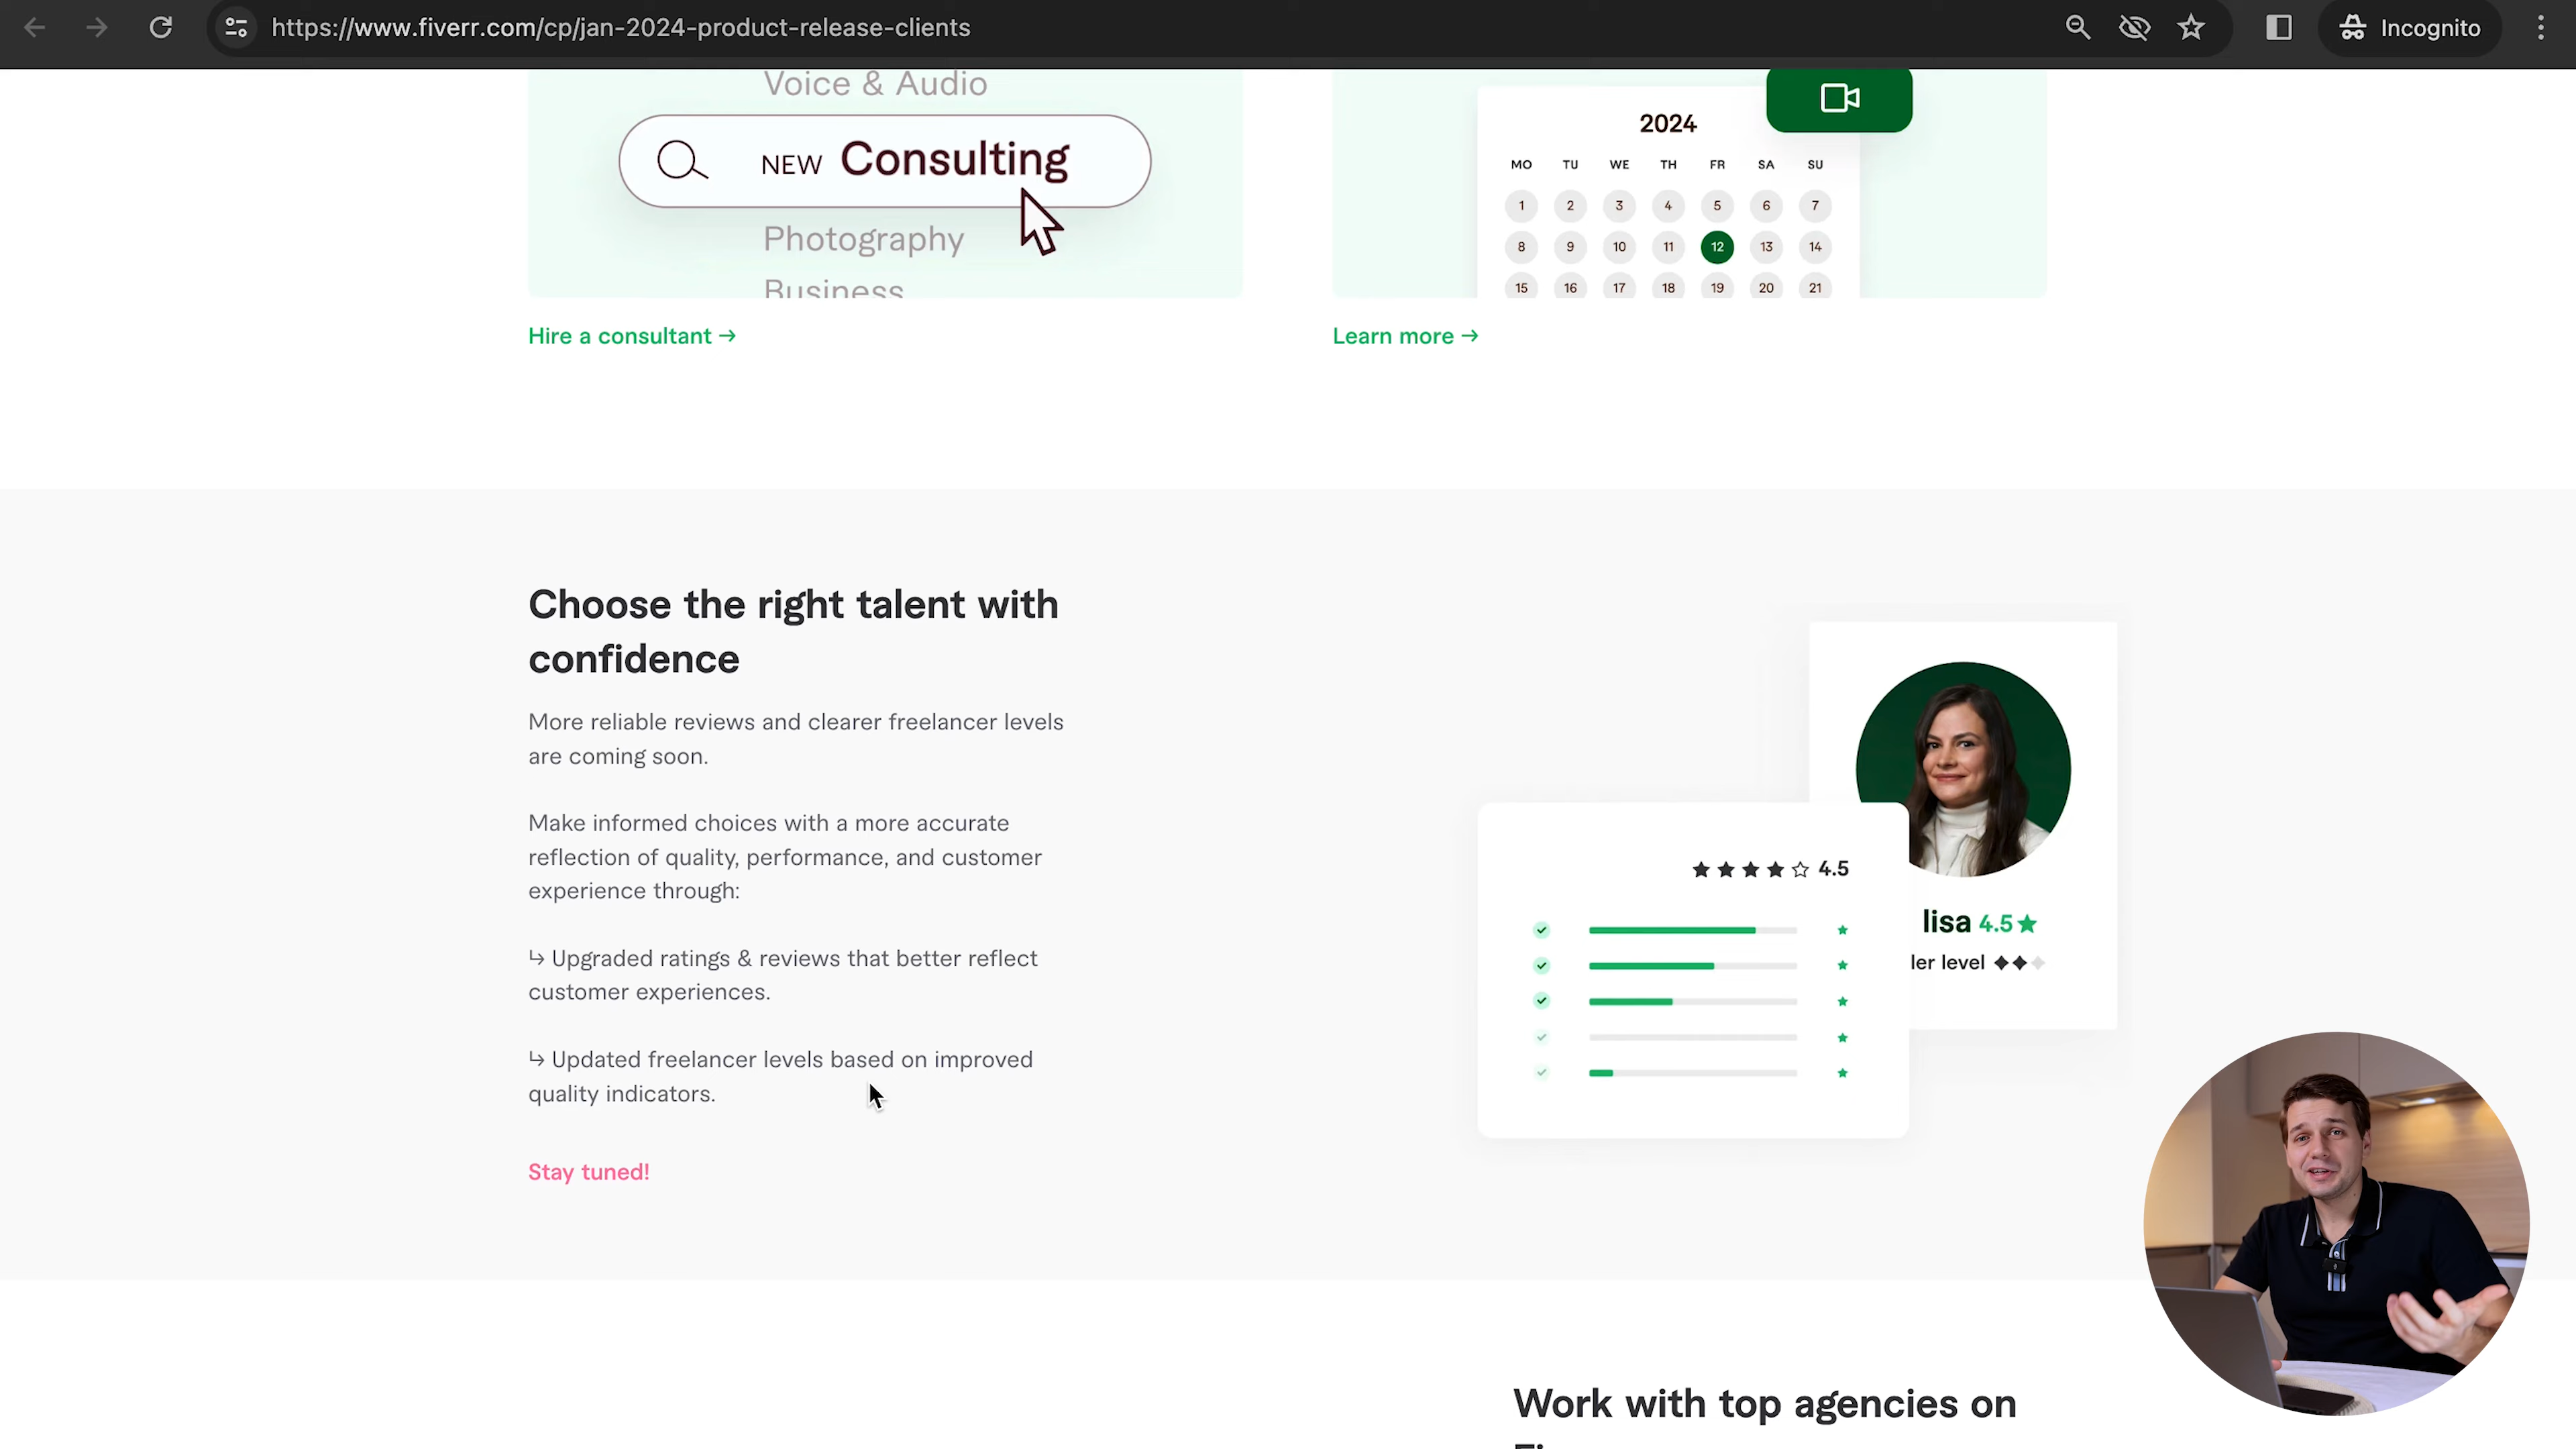 https://www.fiverr.com/cp/jan-2024-product-release-clients
Incognito
Voice & Audio
NEW Consulting
Photography
Business
2024
MO TU WE TH FR SA SU
1 2 3 4 5 6 7
8 9 10 11 12 13 14
15 16 17 18 19 20 21
Hire a consultant →
Learn more →
Choose the right talent with
confidence
More reliable reviews and clearer freelancer levels
are coming soon.
Make informed choices with a more accurate
reflection of quality, performance, and customer
experience through:
↳ Upgraded ratings & reviews that better reflect
customer experiences.
↳ Updated freelancer levels based on improved
quality indicators.
Stay tuned!
4.5
lisa 4.5
ler level
Work with top agencies on